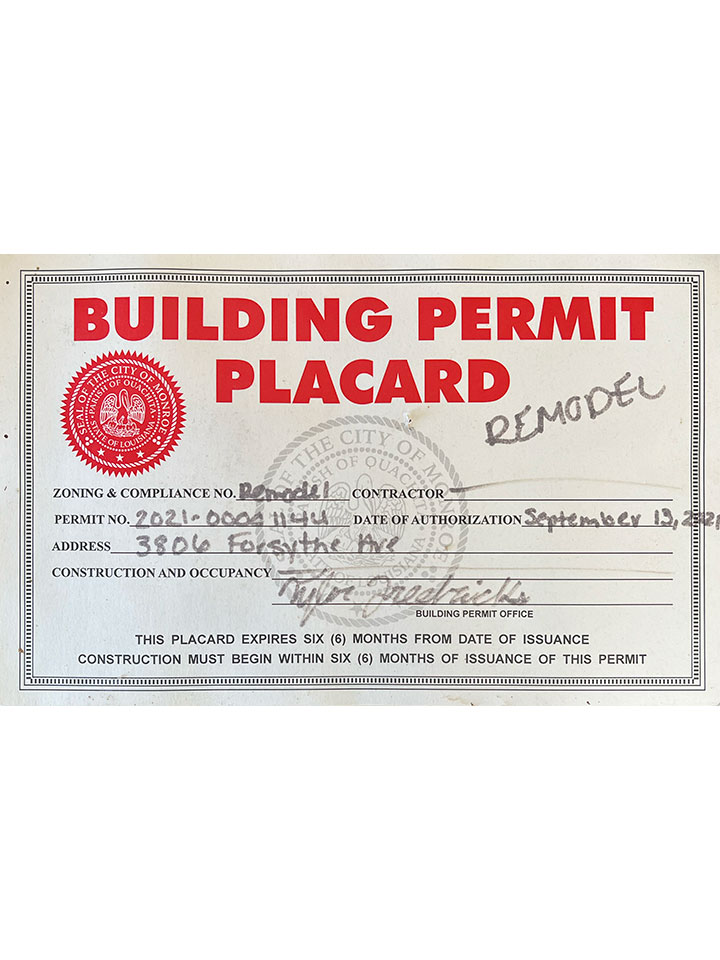 BUILDING PERMIT
PLACARD
REMODEL
SEAL OF THE CITY OF MONROE
PARISH OF OUACHITA
STATE OF LOUISIANA
ZONING & COMPLIANCE NO. Remodel CONTRACTOR —
PERMIT NO. DATE OF AUTHORIZATION September 13, 2021
ADDRESS 3806 Forsythe Ave
CONSTRUCTION AND OCCUPANCY —
BUILDING PERMIT OFFICE
THIS PLACARD EXPIRES SIX (6) MONTHS FROM DATE OF ISSUANCE
CONSTRUCTION MUST BEGIN WITHIN SIX (6) MONTHS OF ISSUANCE OF THIS PERMIT